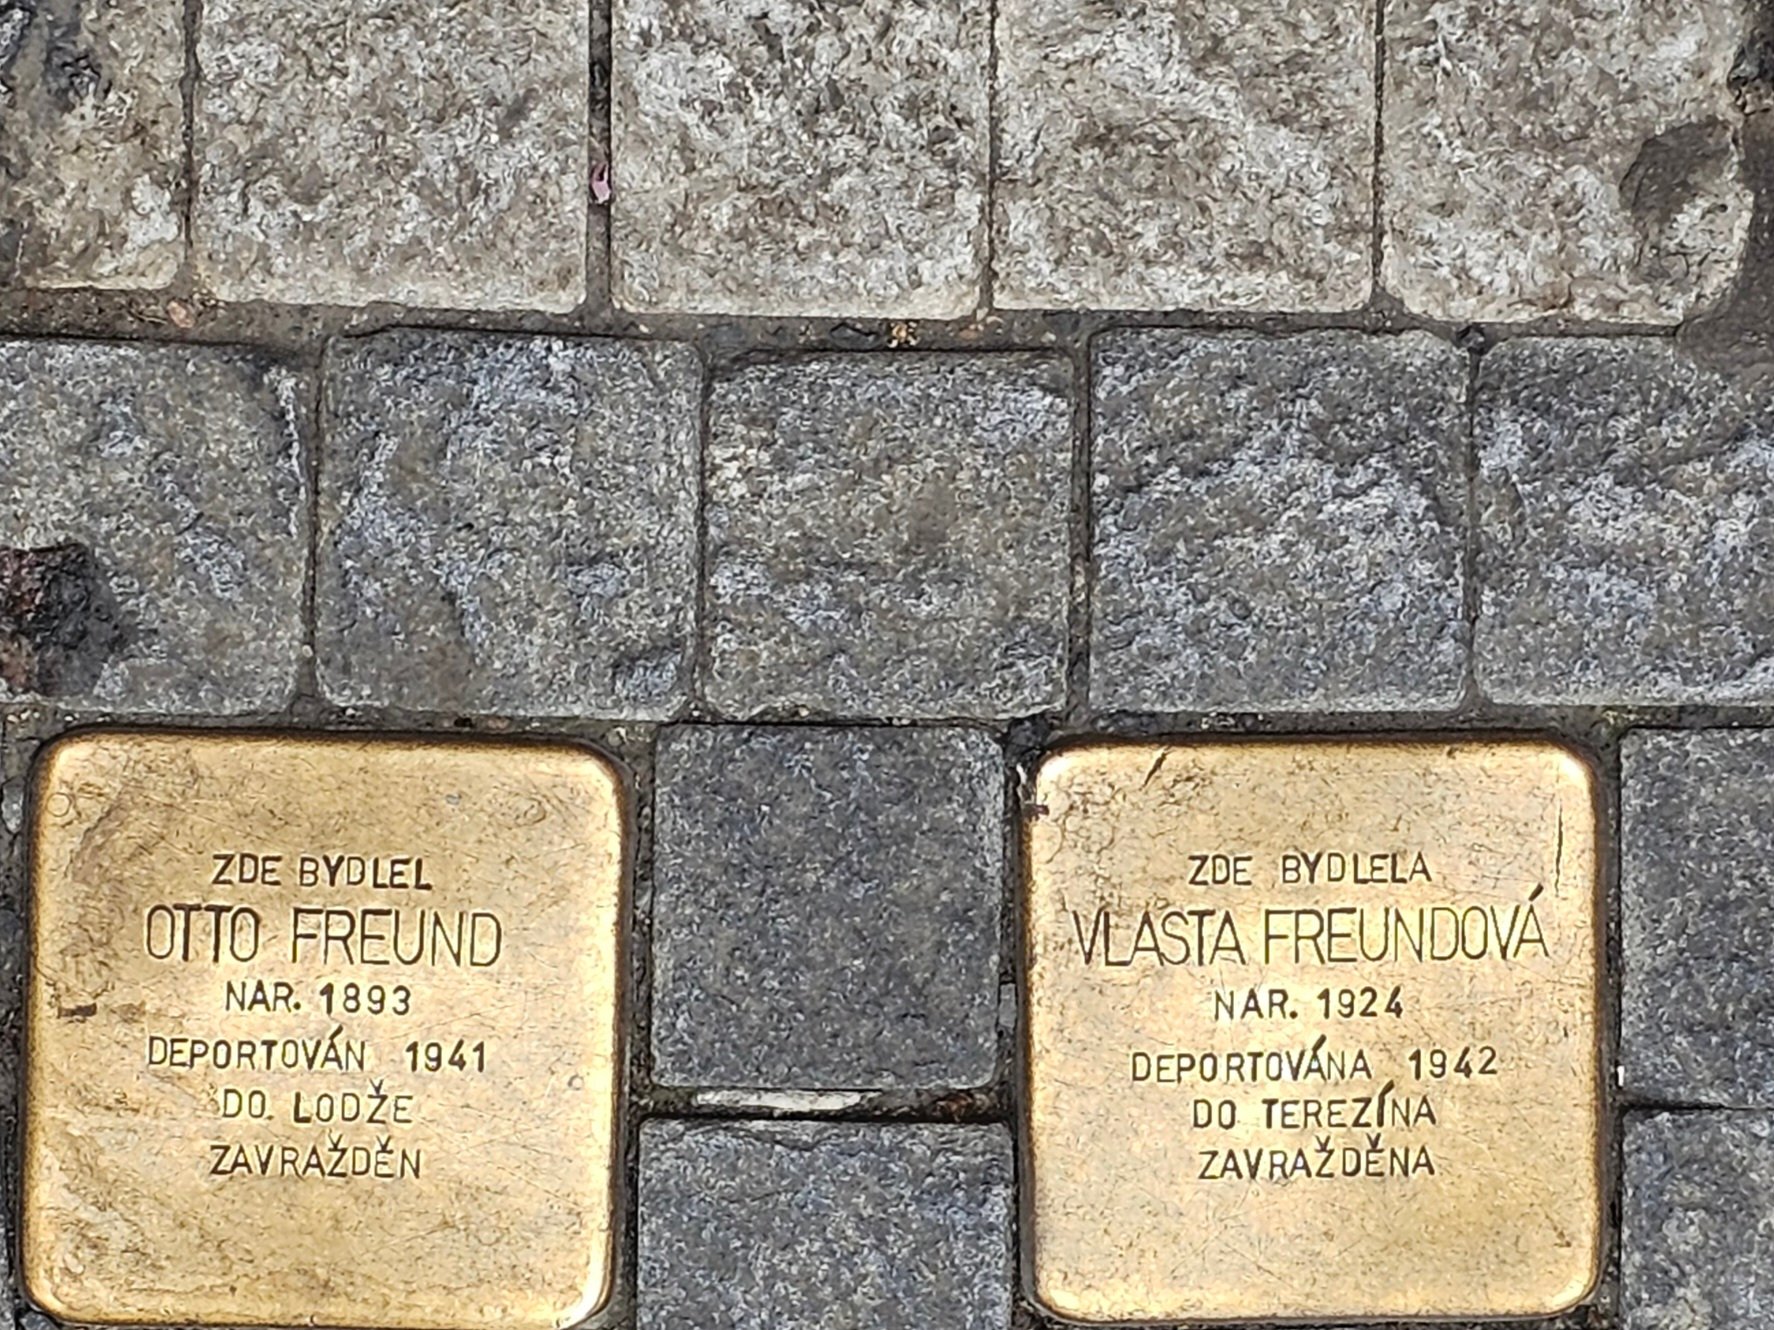 ZDE BYDLEL
OTTO FREUND
NAR. 1893
DEPORTOVÁN 1941
DO LODŽE
ZAVRAŽDĚN
ZDE BYDLELA
VLASTA FREUNDOVÁ
NAR. 1924
DEPORTOVÁNA 1942
DO TEREZÍNA
ZAVRAŽDĚNA